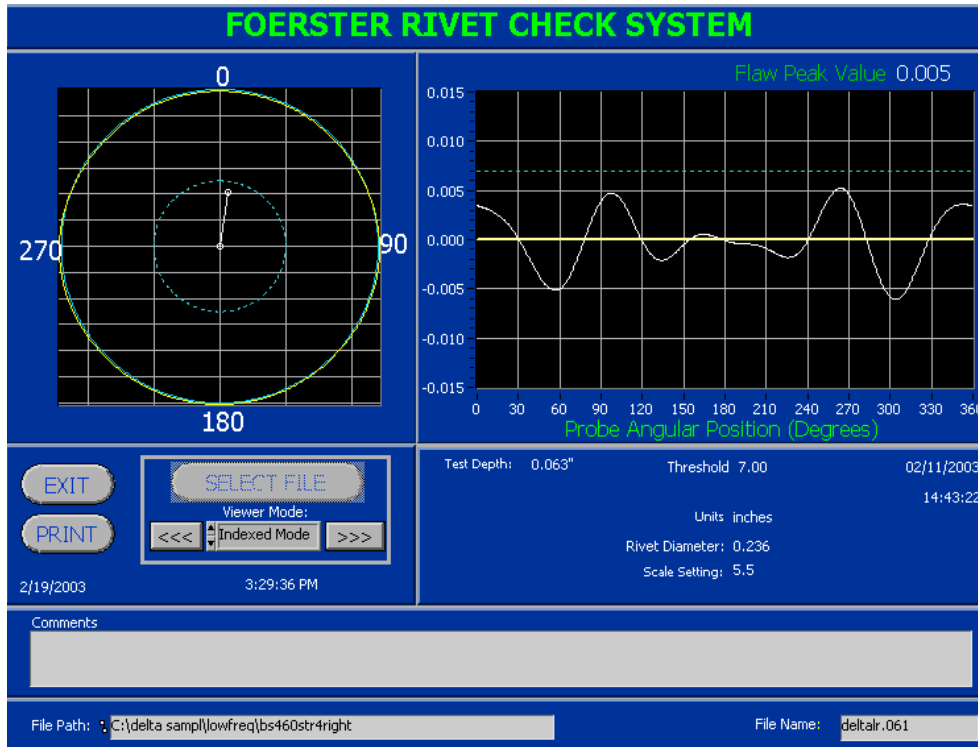 FOERSTER RIVET CHECK SYSTEM
0
270
90
180
Flaw Peak Value 0.005
0.015
0.010
0.005
0.000
-0.005
-0.010
-0.015
0 30 60 90 120 150 180 210 240 270 300 330 360
Probe Angular Position (Degrees)
EXIT
PRINT
SELECT FILE
Viewer Mode:
<<< Indexed Mode >>>
2/19/2003 3:29:36 PM
Test Depth: 0.063" Threshold 7.00 02/11/2003
14:43:22
Units inches
Rivet Diameter: 0.236
Scale Setting: 5.5
Comments
File Path: C:\delta sampl\lowfreq\bs460str4right File Name: deltalr.061